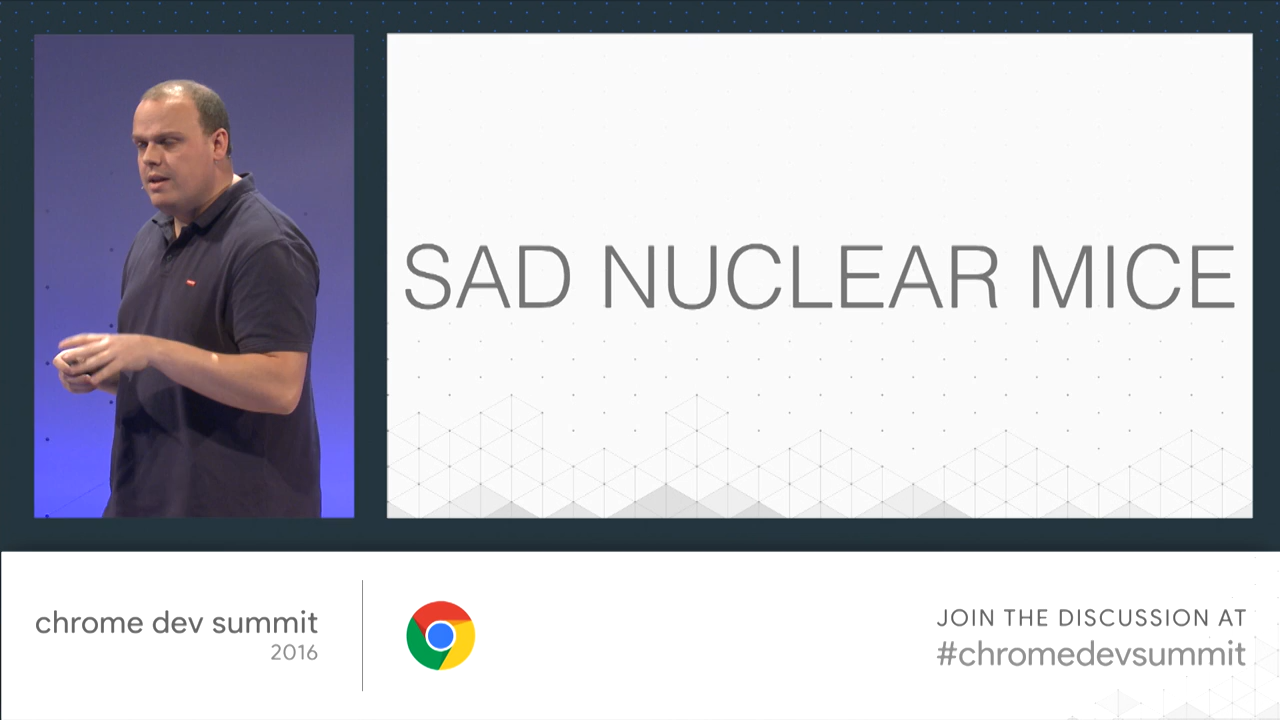 SAD NUCLEAR MICE
chrome dev summit
2016
JOIN THE DISCUSSION AT
#chromedevsummit